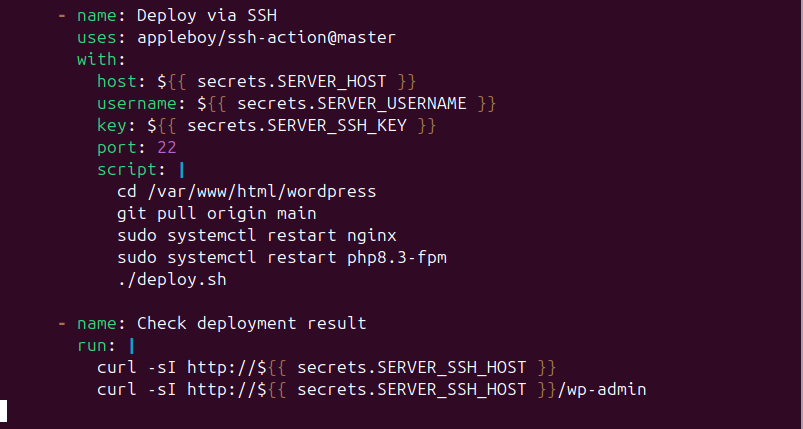 - name: Deploy via SSH
uses: appleboy/ssh-action@master
with:
host: ${{ secrets.SERVER_HOST }}
username: ${{ secrets.SERVER_USERNAME }}
key: ${{ secrets.SERVER_SSH_KEY }}
port: 22
script: |
cd /var/www/html/wordpress
git pull origin main
sudo systemctl restart nginx
sudo systemctl restart php8.3-fpm
./deploy.sh
- name: Check deployment result
run: |
curl -sI http://${{ secrets.SERVER_SSH_HOST }}
curl -sI http://${{ secrets.SERVER_SSH_HOST }}/wp-admin